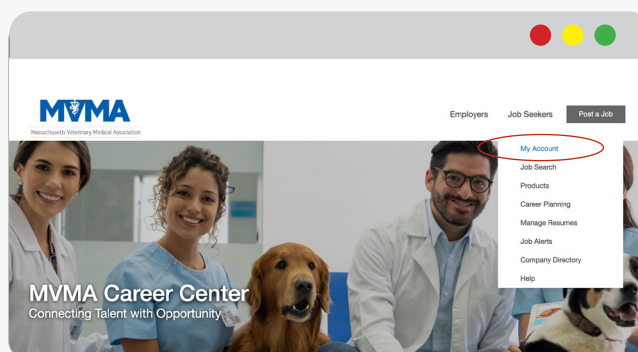 MVMA
Massachusetts Veterinary Medical Association
Employers
Job Seekers
Post a Job
My Account
Job Search
Products
Career Planning
Manage Resumes
Job Alerts
Company Directory
Help
MVMA Career Center
Connecting Talent with Opportunity